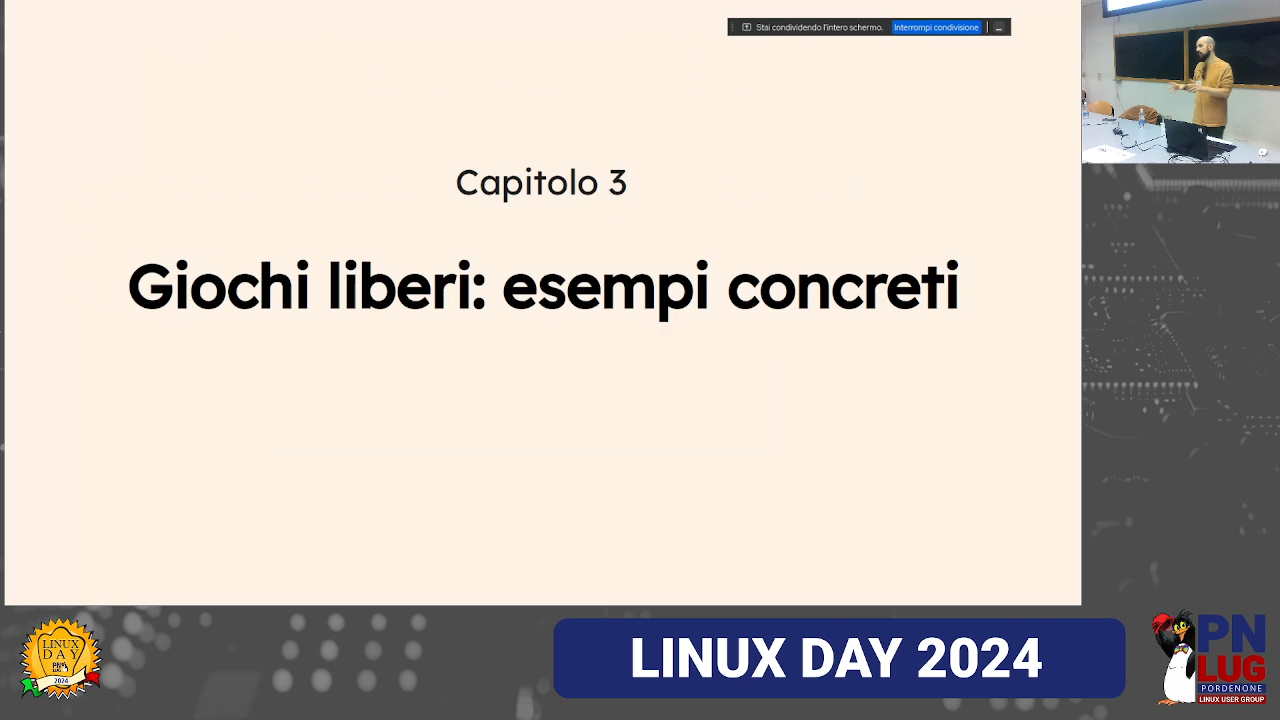 Stai condividendo l'intero schermo. Interrompi condivisione
Capitolo 3
Giochi liberi: esempi concreti
LINUX
DAY
2024
LINUX DAY 2024
PN
LUG
PORDENONE
LINUX USER GROUP